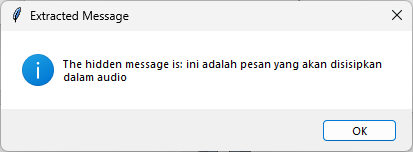 Extracted Message
The hidden message is: ini adalah pesan yang akan disisipkan
dalam audio
OK